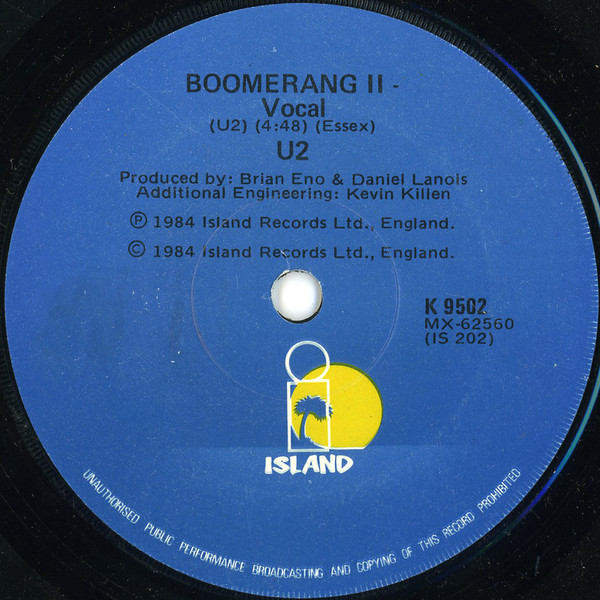 BOOMERANG II -
Vocal
(U2) (4:48) (Essex)
U2
Produced by: Brian Eno & Daniel Lanois
Additional Engineering: Kevin Killen
℗ 1984 Island Records Ltd., England.
© 1984 Island Records Ltd., England.
K 9502
MX-62560
(IS 202)
ISLAND
UNAUTHORISED PUBLIC PERFORMANCE BROADCASTING AND COPYING OF THIS RECORD PROHIBITED